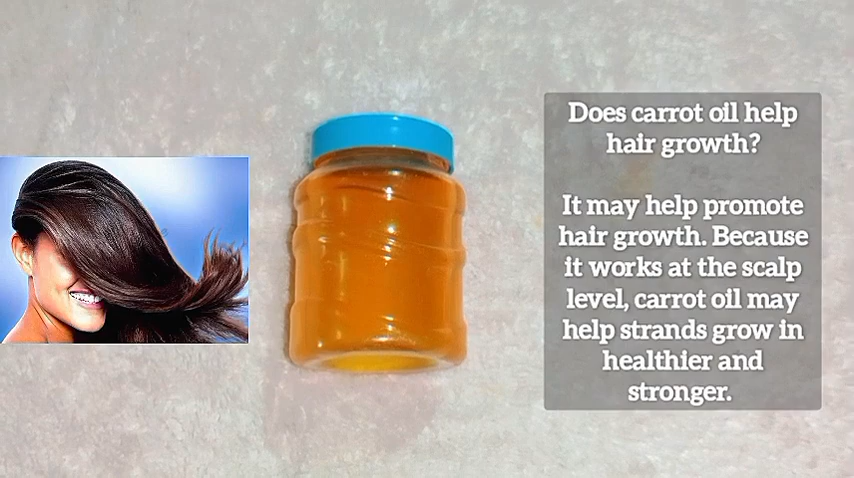 Does carrot oil help
hair growth?
It may help promote
hair growth. Because
it works at the scalp
level, carrot oil may
help strands grow in
healthier and
stronger.